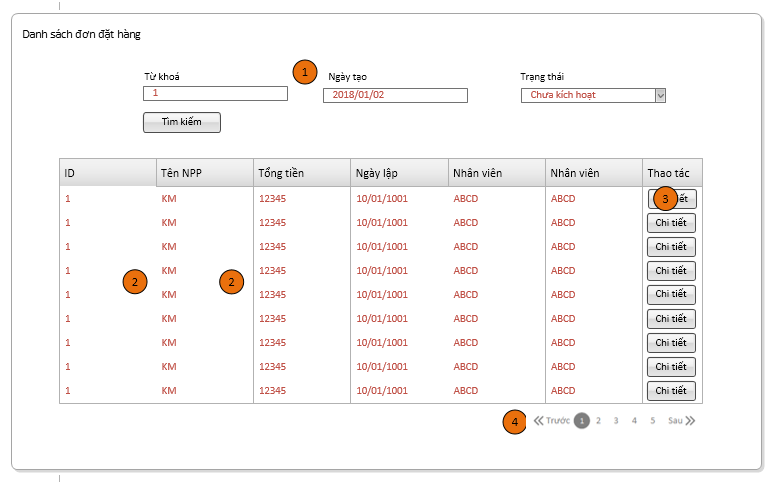 Danh sách đơn đặt hàng
Từ khoá
1
Ngày tạo
Trạng thái
1
2018/01/02
Chưa kích hoạt
Tìm kiếm
ID Tên NPP Tổng tiền Ngày lập Nhân viên Nhân viên Thao tác
1 KM 12345 10/01/1001 ABCD ABCD 3 ết
1 KM 12345 10/01/1001 ABCD ABCD Chi tiết
1 KM 12345 10/01/1001 ABCD ABCD Chi tiết
1 KM 12345 10/01/1001 ABCD ABCD Chi tiết
2 2
1 KM 12345 10/01/1001 ABCD ABCD Chi tiết
1 KM 12345 10/01/1001 ABCD ABCD Chi tiết
1 KM 12345 10/01/1001 ABCD ABCD Chi tiết
1 KM 12345 10/01/1001 ABCD ABCD Chi tiết
1 KM 12345 10/01/1001 ABCD ABCD Chi tiết
4 Trước 1 2 3 4 5 Sau